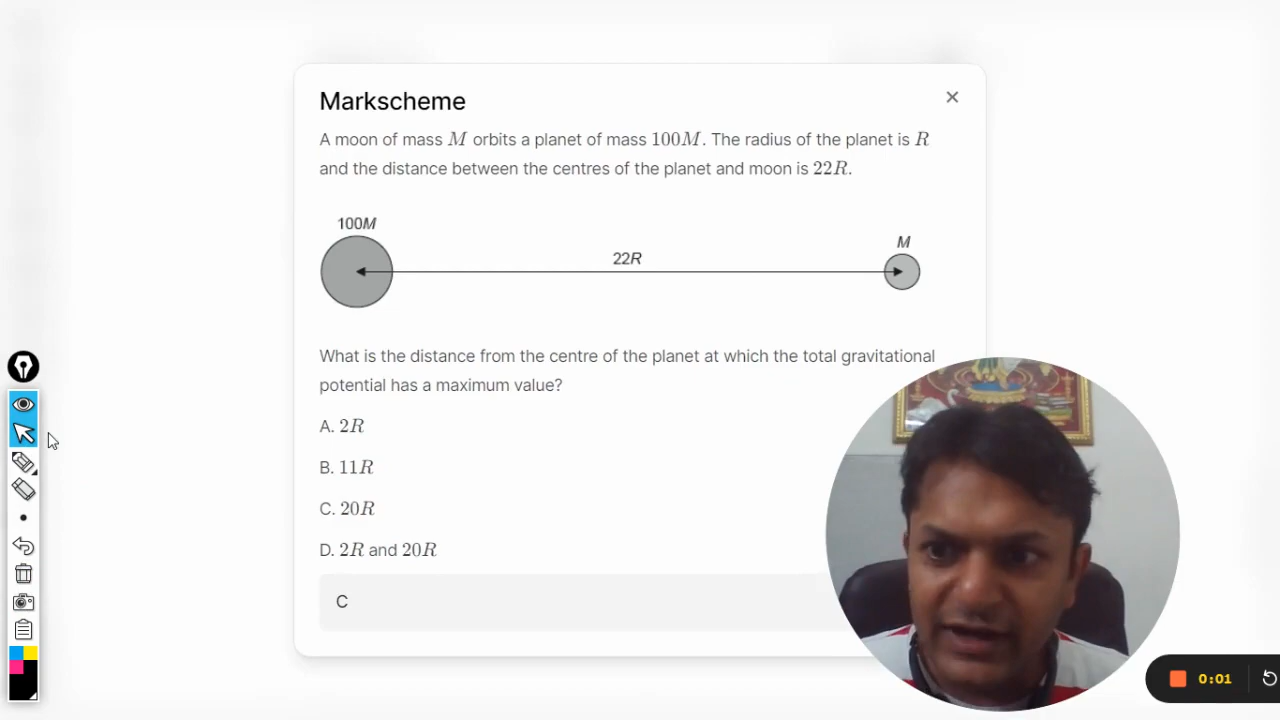 Markscheme
A moon of mass M orbits a planet of mass 100M. The radius of the planet is R
and the distance between the centres of the planet and moon is 22R.
100M
M
22R
What is the distance from the centre of the planet at which the total gravitational
potential has a maximum value?
A. 2R
B. 11R
C. 20R
D. 2R and 20R
C
0:01